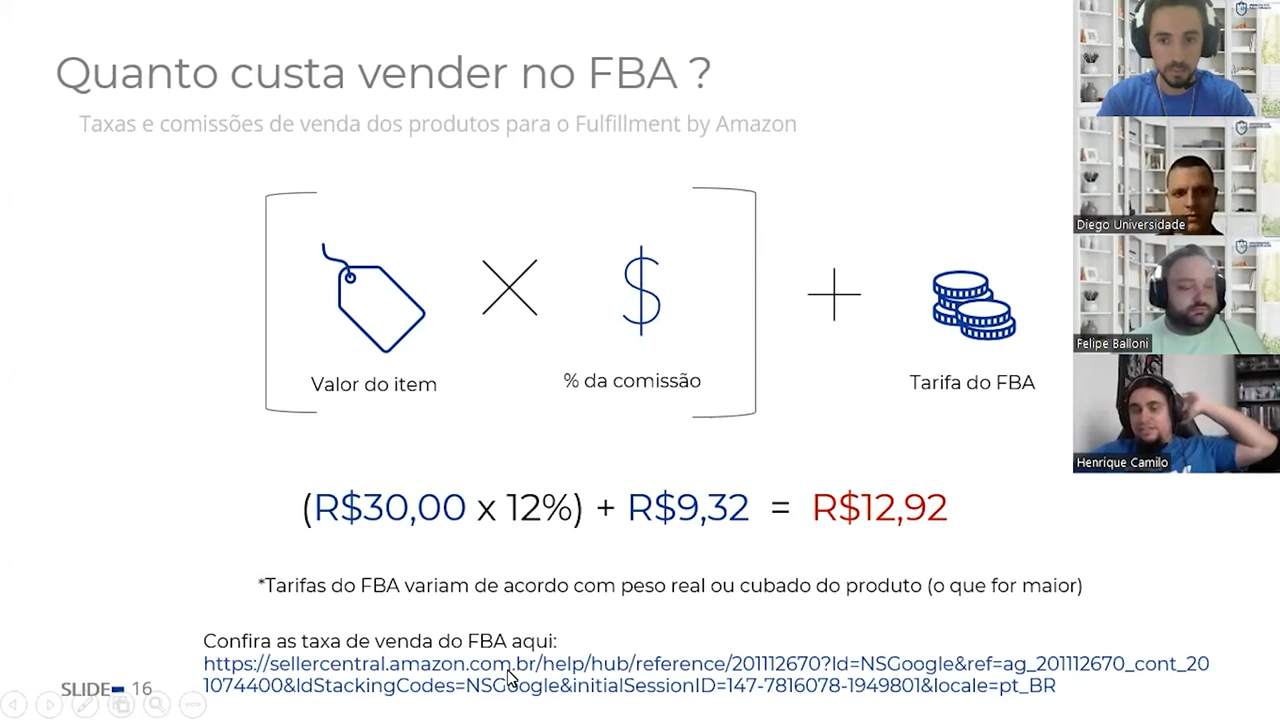 Quanto custa vender no FBA ?
Taxas e comissões de venda dos produtos para o Fulfillment by Amazon
Valor do item
% da comissão
Tarifa do FBA
(R$30,00 x 12%) + R$9,32 = R$12,92
*Tarifas do FBA variam de acordo com peso real ou cubado do produto (o que for maior)
Confira as taxa de venda do FBA aqui:
https://sellercentral.amazon.com.br/help/hub/reference/201112670?ld=NSGoogle&ref=ag_201112670_cont_20
1074400&ldStackingCodes=NSGoogle&initialSessionID=147-7816078-1949801&locale=pt_BR
SLIDE 16
Diego Universidade
Felipe Balloni
Henrique Camilo